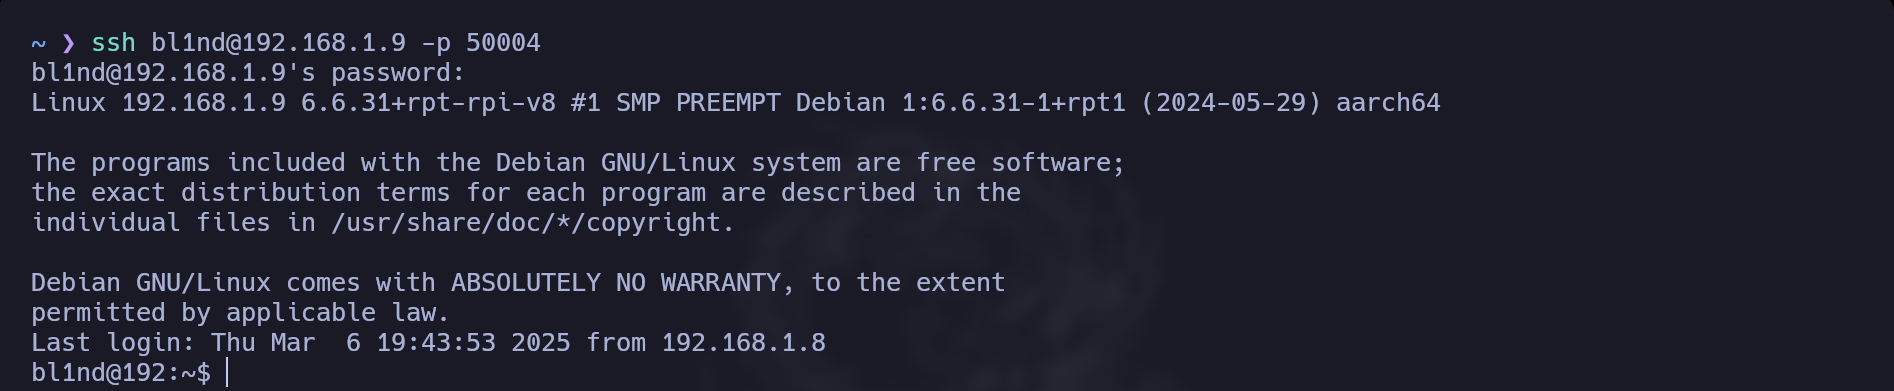 ~ ❯ ssh bl1nd@192.168.1.9 -p 50004
bl1nd@192.168.1.9's password:
Linux 192.168.1.9 6.6.31+rpt-rpi-v8 #1 SMP PREEMPT Debian 1:6.6.31-1+rpt1 (2024-05-29) aarch64
The programs included with the Debian GNU/Linux system are free software;
the exact distribution terms for each program are described in the
individual files in /usr/share/doc/*/copyright.
Debian GNU/Linux comes with ABSOLUTELY NO WARRANTY, to the extent
permitted by applicable law.
Last login: Thu Mar  6 19:43:53 2025 from 192.168.1.8
bl1nd@192:~$